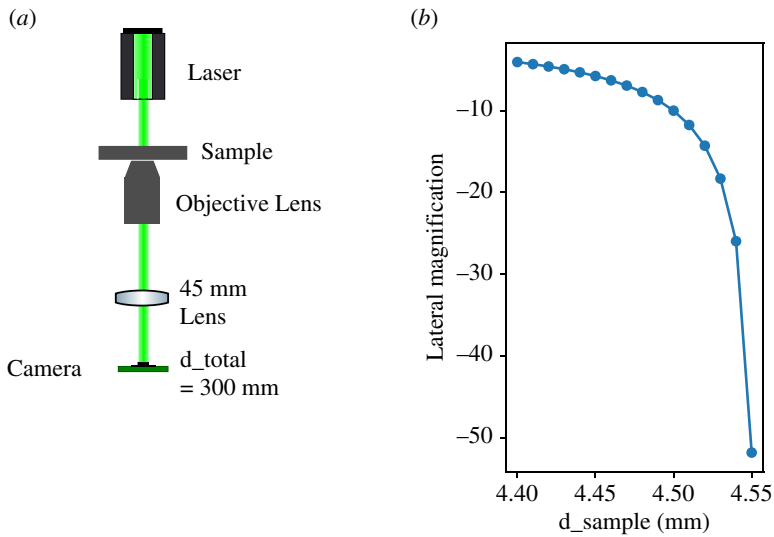 (a)
Laser
Sample
Objective Lens
45 mm
Lens
Camera
d_total
= 300 mm
(b)
Lateral magnification
−10
−20
−30
−40
−50
4.40
4.45
4.50
4.55
d_sample (mm)